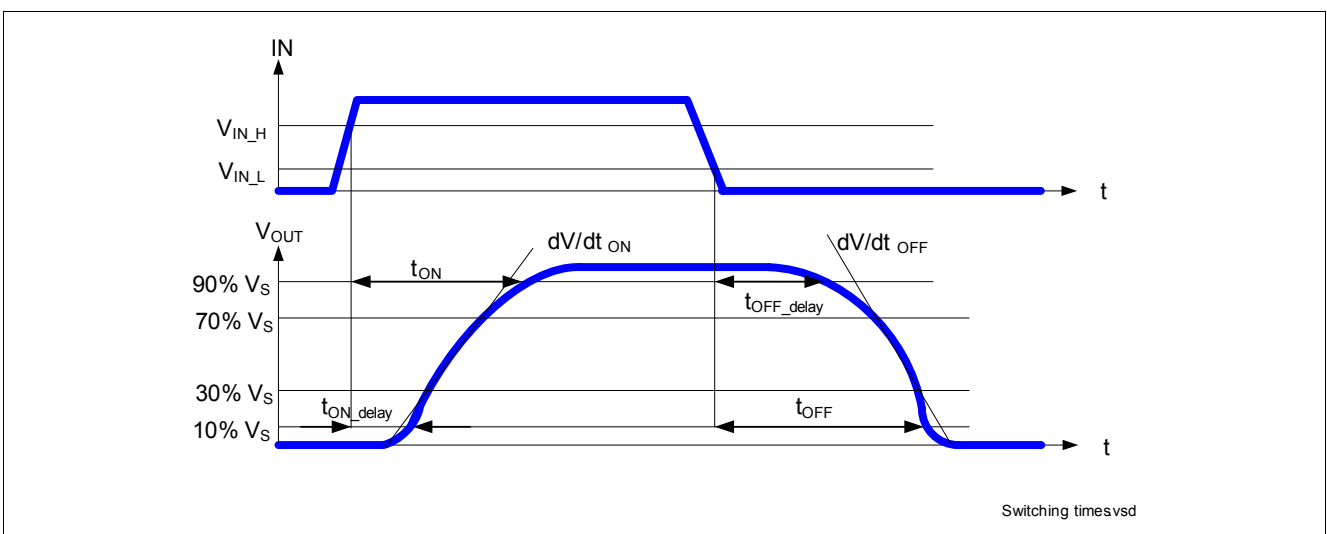 IN
V_IN_H
V_IN_L
t
V_OUT
dV/dt ON
dV/dt OFF
t_ON
90% V_S
t_OFF_delay
70% V_S
30% V_S
t_ON_delay
t_OFF
10% V_S
t
Switching times.vsd